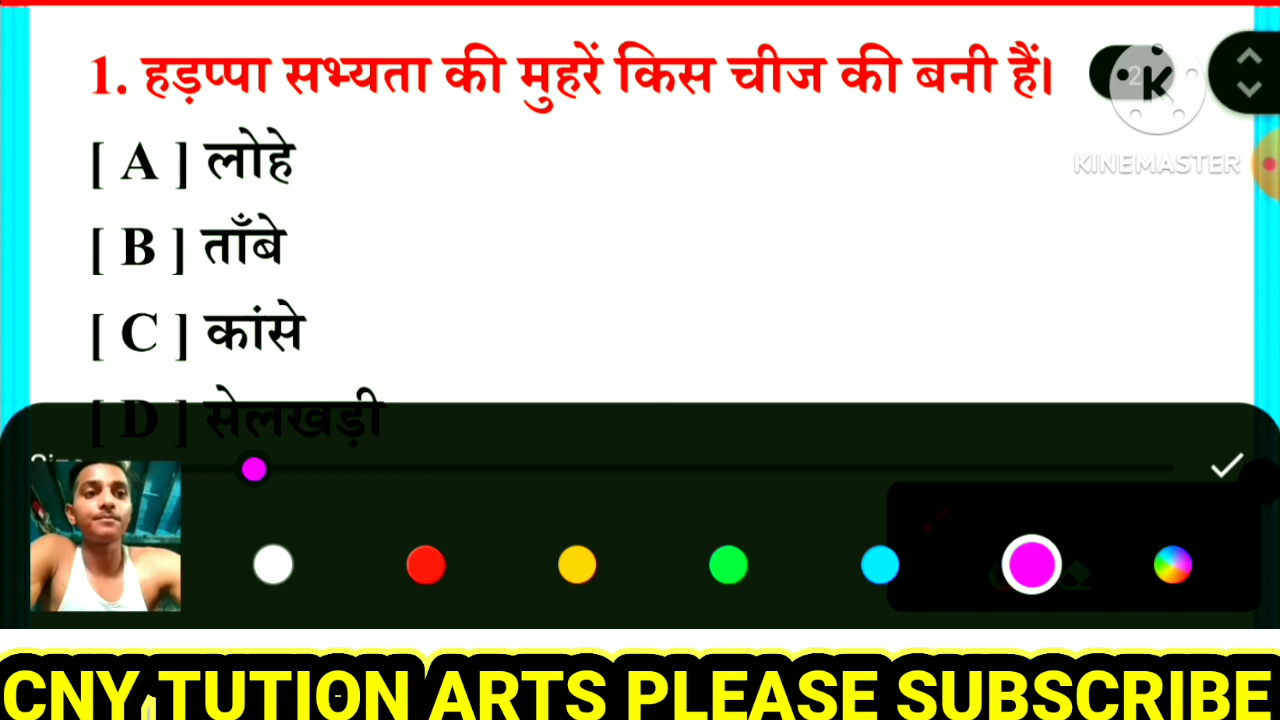 1. हड़प्पा सभ्यता की मुहरें किस चीज की बनी हैं।
KINEMASTER
[ A ] लोहे
[ B ] ताँबे
[ C ] कांसे
[ D ] सेलखड़ी
CNY TUTION ARTS PLEASE SUBSCRIBE